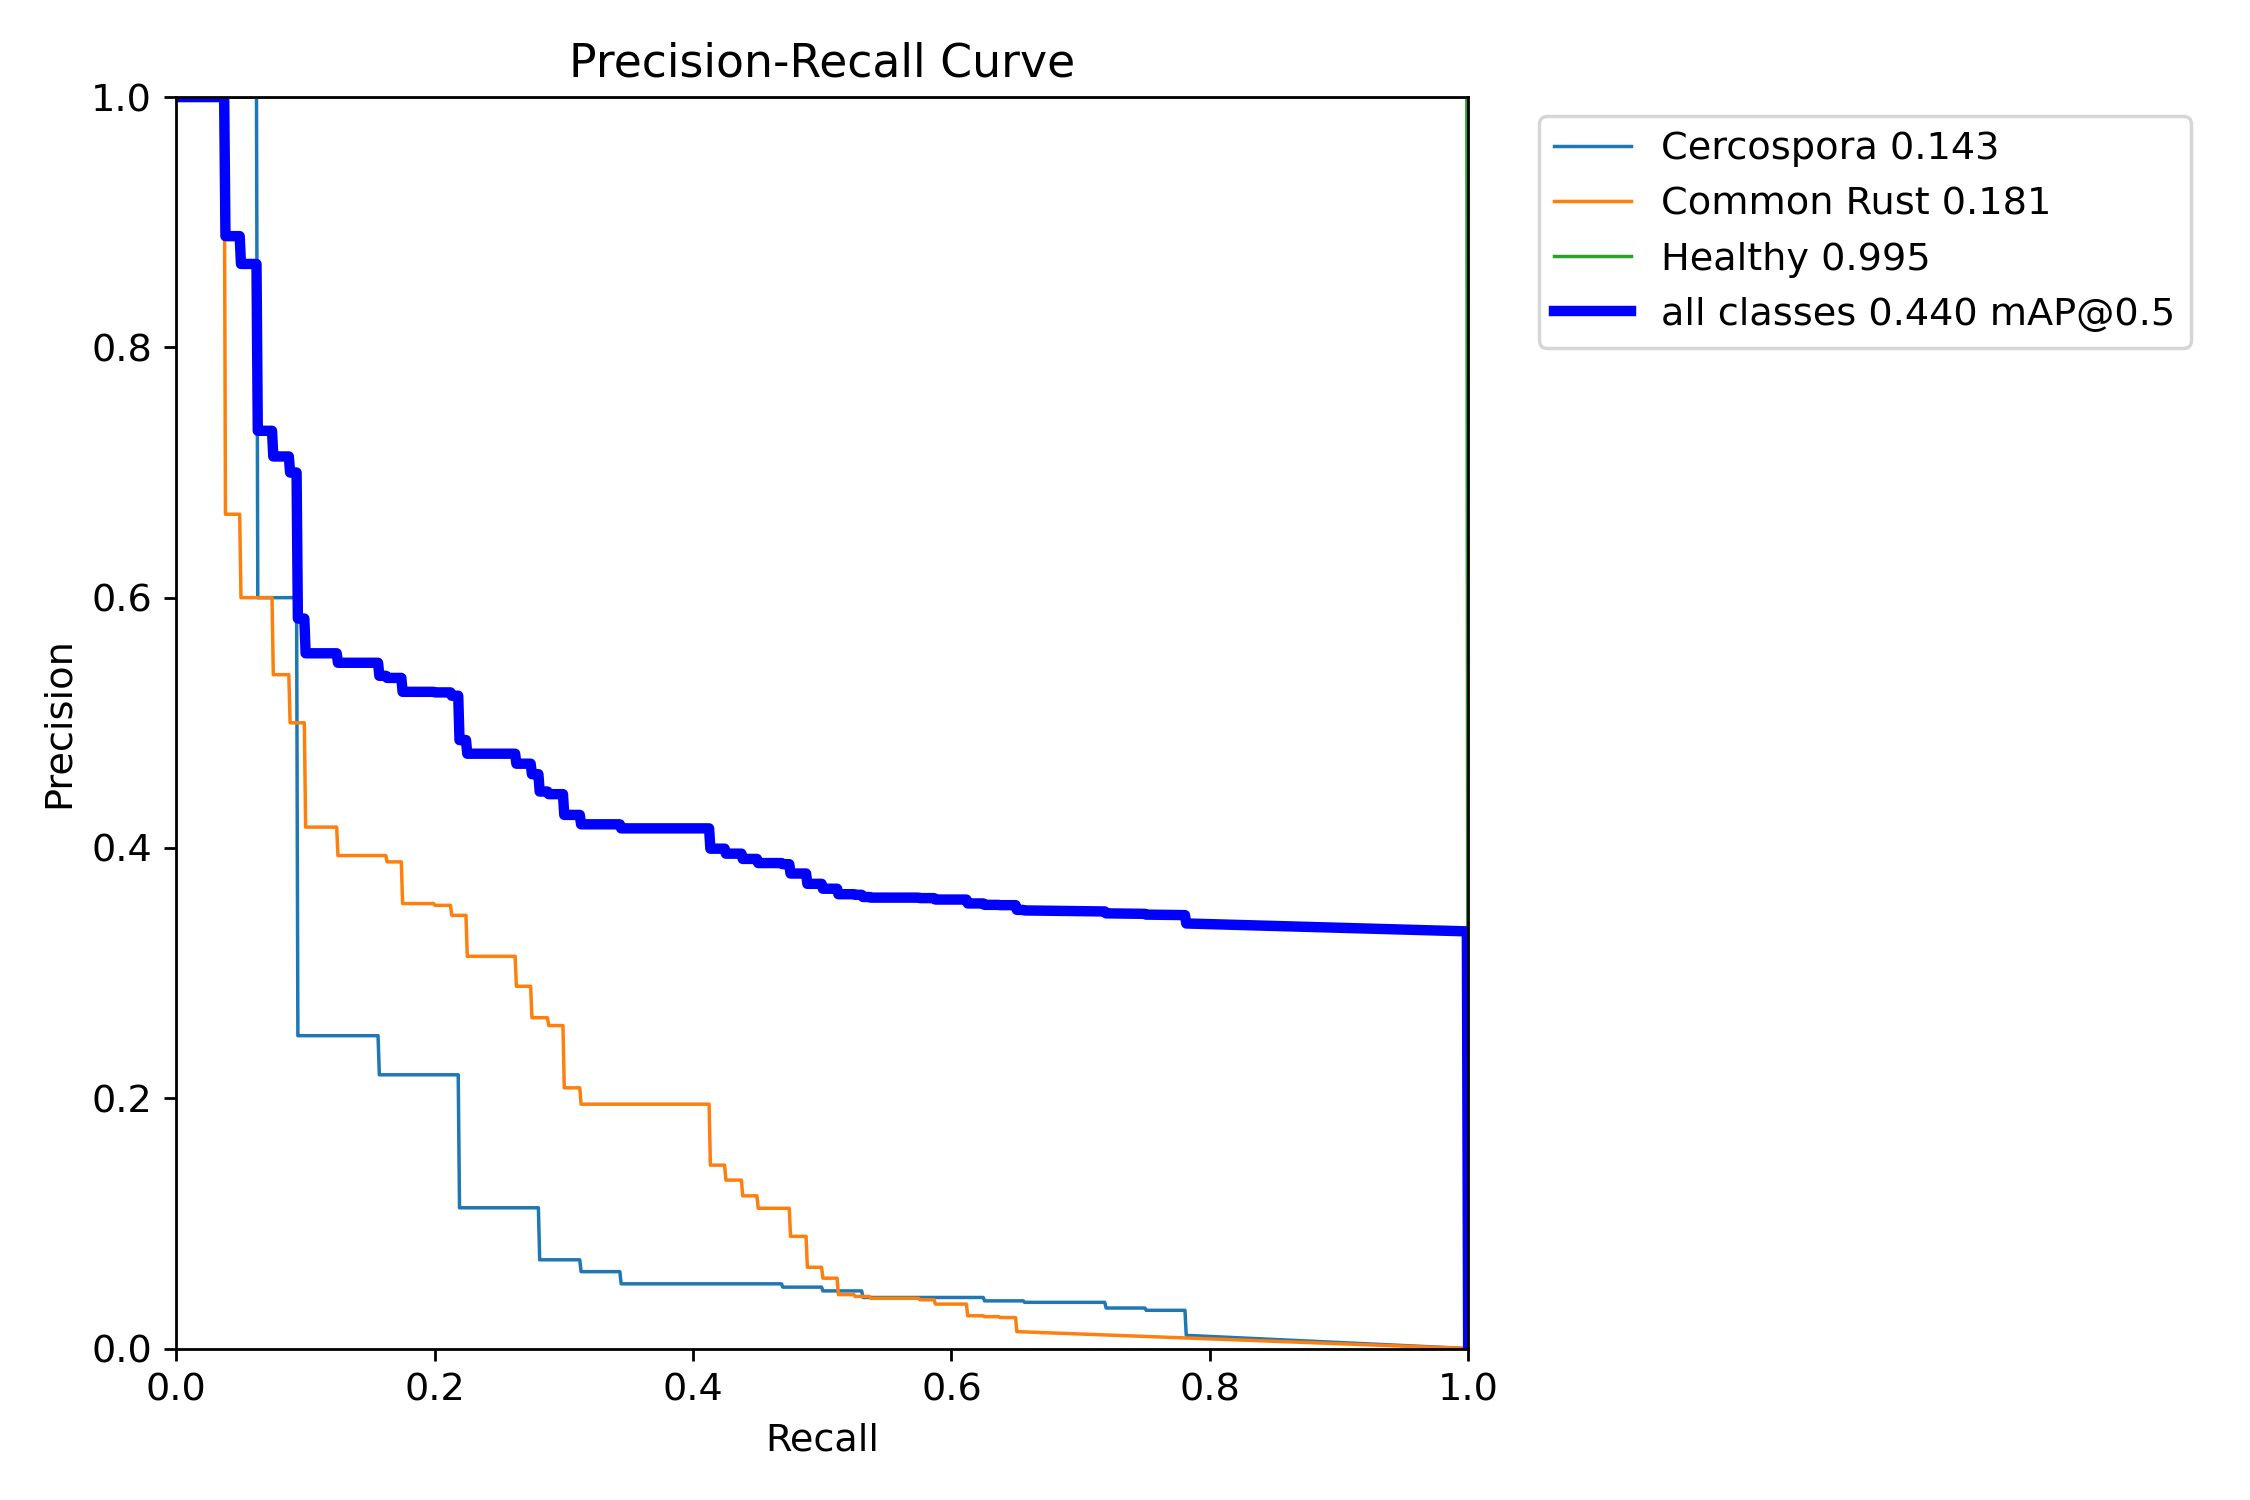 Precision-Recall Curve
1.0
0.8
0.6
0.4
0.2
0.0
Precision
0.0 0.2 0.4 0.6 0.8 1.0
Recall
Cercospora 0.143
Common Rust 0.181
Healthy 0.995
all classes 0.440 mAP@0.5